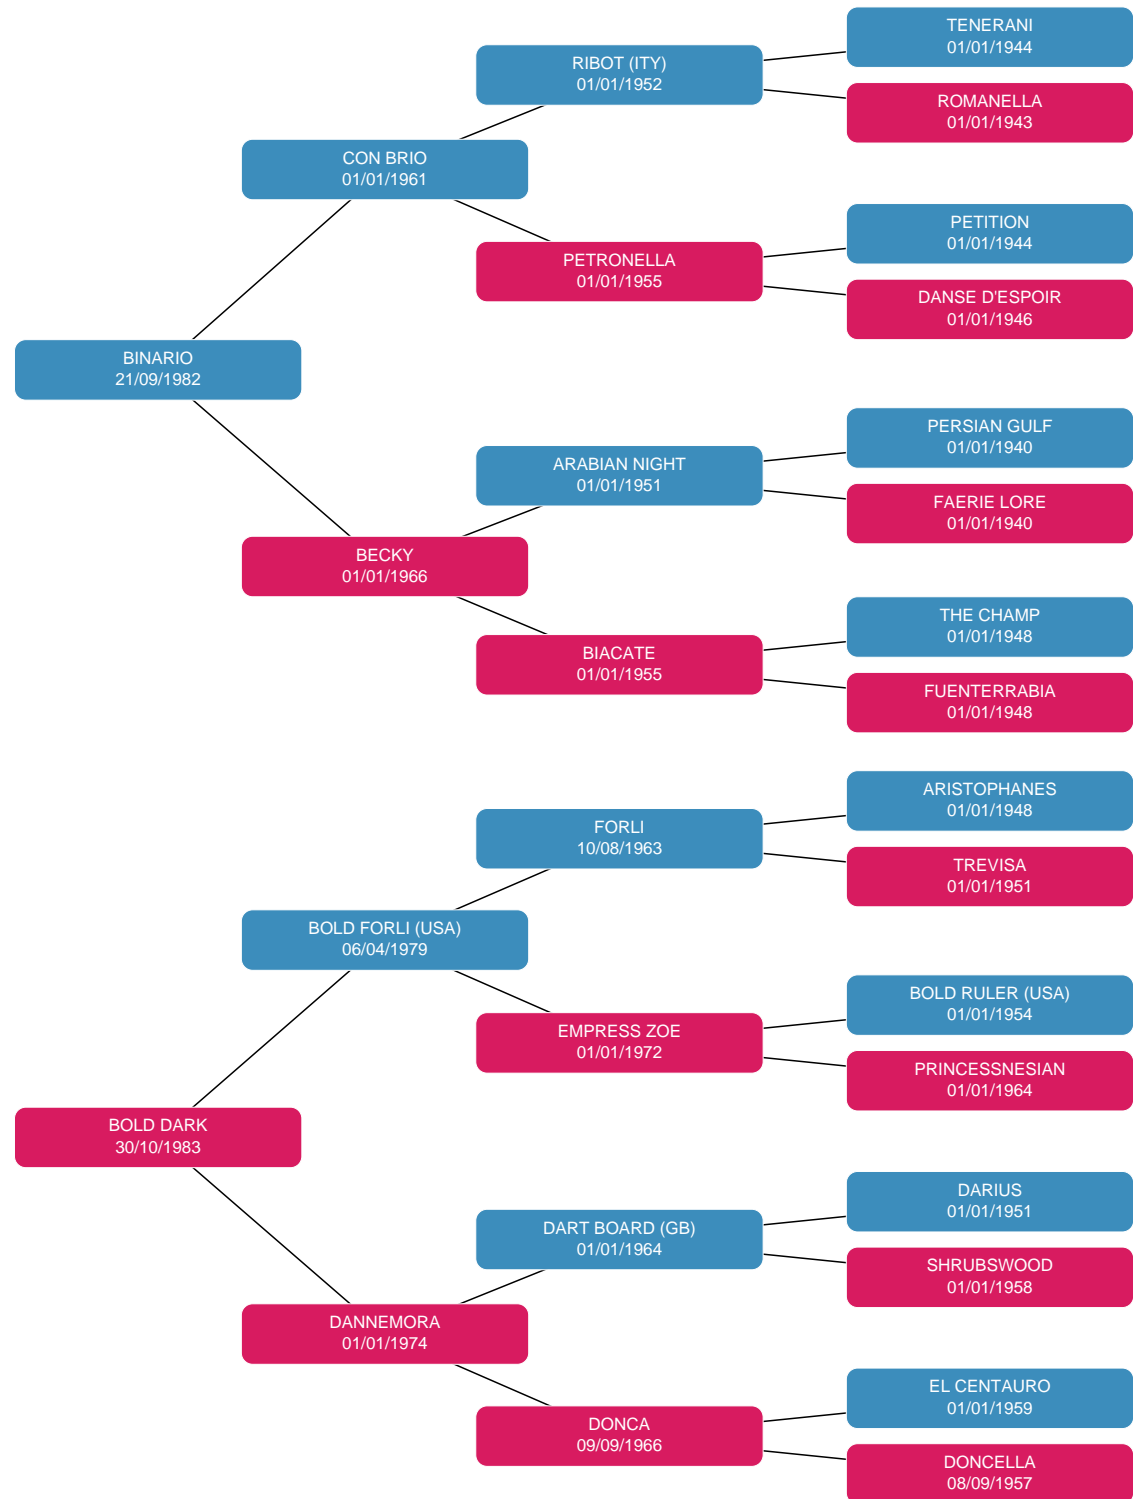 TENERANI
01/01/1944
RIBOT (ITY)
01/01/1952
ROMANELLA
01/01/1943
CON BRIO
01/01/1961
PETITION
01/01/1944
PETRONELLA
01/01/1955
DANSE D'ESPOIR
01/01/1946
BINARIO
21/09/1982
PERSIAN GULF
01/01/1940
ARABIAN NIGHT
01/01/1951
FAERIE LORE
01/01/1940
BECKY
01/01/1966
THE CHAMP
01/01/1948
BIACATE
01/01/1955
FUENTERRABIA
01/01/1948
ARISTOPHANES
01/01/1948
FORLI
10/08/1963
TREVISA
01/01/1951
BOLD FORLI (USA)
06/04/1979
BOLD RULER (USA)
01/01/1954
EMPRESS ZOE
01/01/1972
PRINCESSNESIAN
01/01/1964
BOLD DARK
30/10/1983
DARIUS
01/01/1951
DART BOARD (GB)
01/01/1964
SHRUBSWOOD
01/01/1958
DANNEMORA
01/01/1974
EL CENTAURO
01/01/1959
DONCA
09/09/1966
DONCELLA
08/09/1957